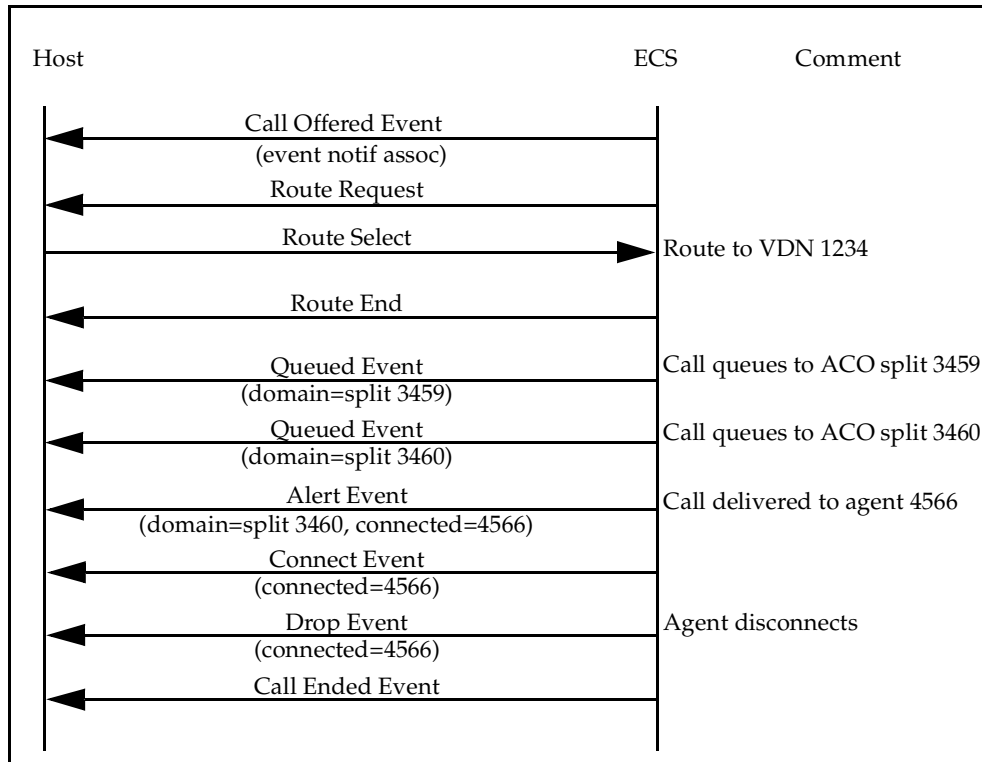 Host ECS Comment
Call Offered Event
(event notif assoc)
Route Request
Route Select Route to VDN 1234
Route End
Queued Event Call queues to ACO split 3459
(domain=split 3459)
Queued Event Call queues to ACO split 3460
(domain=split 3460)
Alert Event Call delivered to agent 4566
(domain=split 3460, connected=4566)
Connect Event
(connected=4566)
Drop Event Agent disconnects
(connected=4566)
Call Ended Event